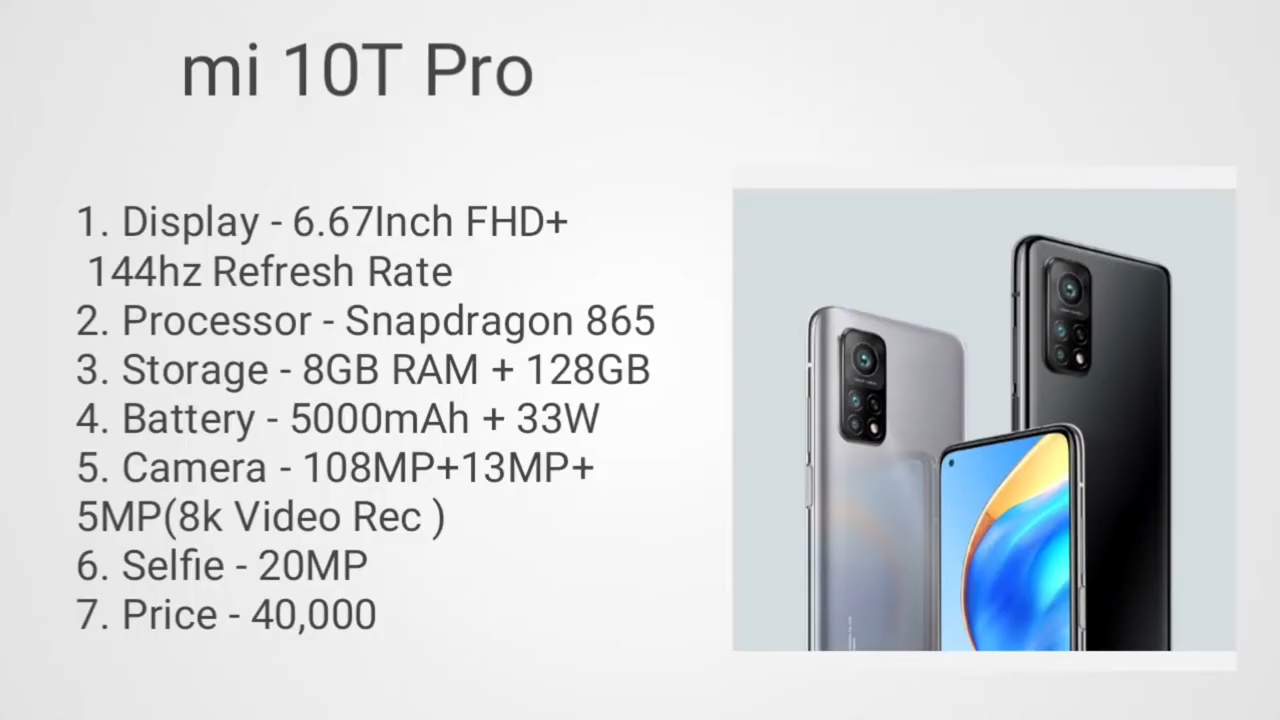 mi 10T Pro
1. Display - 6.67Inch FHD+
144hz Refresh Rate
2. Processor - Snapdragon 865
3. Storage - 8GB RAM + 128GB
4. Battery - 5000mAh + 33W
5. Camera - 108MP+13MP+
5MP(8k Video Rec )
6. Selfie - 20MP
7. Price - 40,000